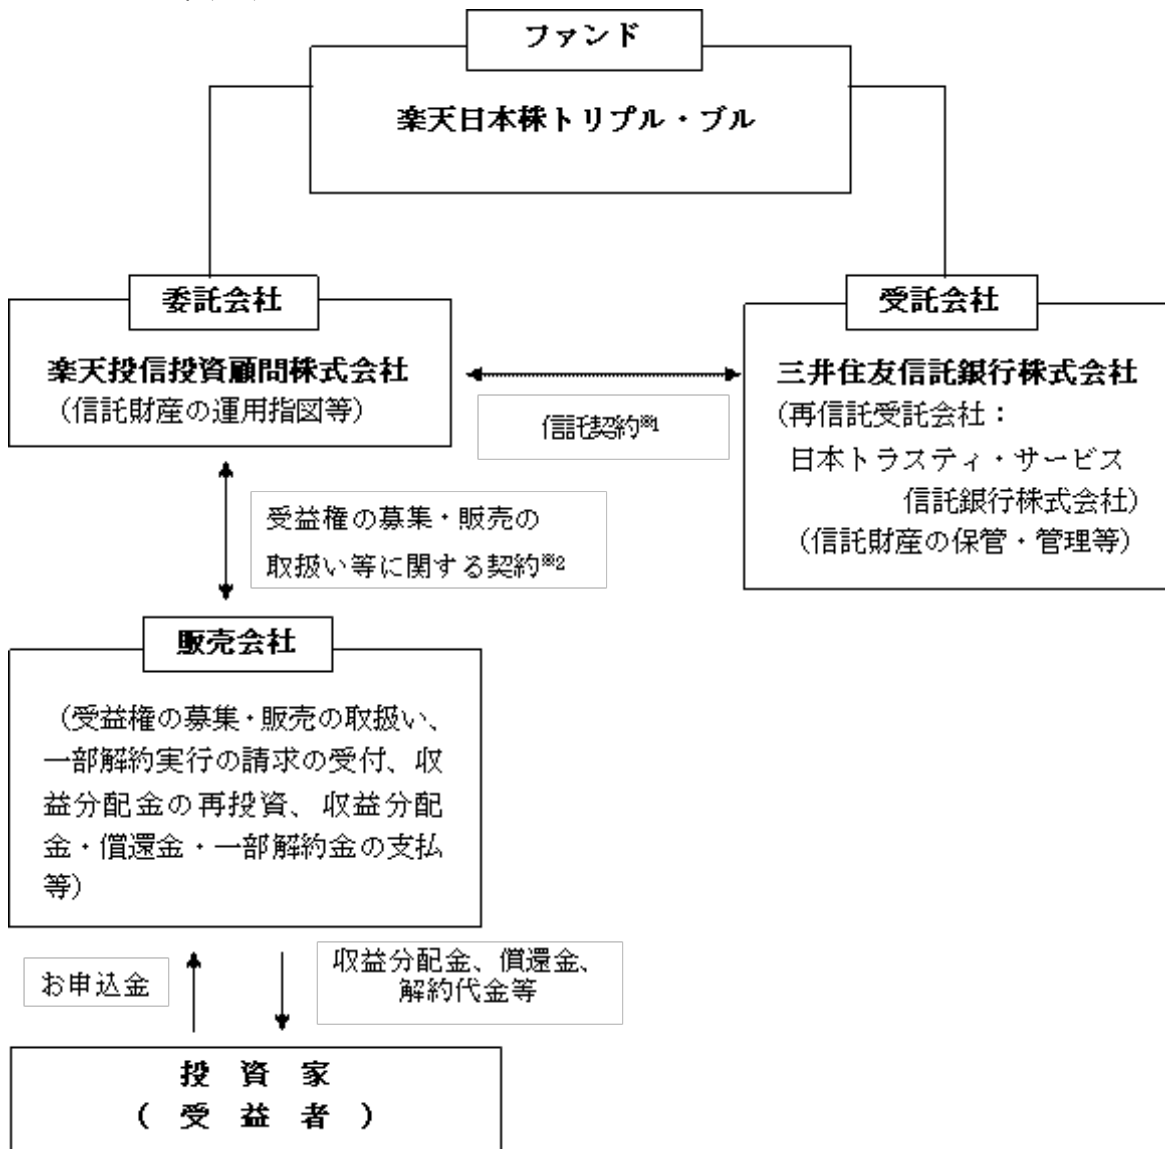 ファンド
楽天日本株トリプル・ブル
委託会社
楽天投信投資顧問株式会社
（信託財産の運用指図等）
信託契約※1
受託会社
三井住友信託銀行株式会社
（再信託受託会社：
日本トラスティ・サービス
信託銀行株式会社）
（信託財産の保管・管理等）
受益権の募集・販売の
取扱い等に関する契約※2
販売会社
（受益権の募集・販売の取扱い、
一部解約実行の請求の受付、収
益分配金の再投資、収益分配
金・償還金・一部解約金の支払
等）
お申込金
収益分配金、償還金、
解約代金等
投　資　家
（　受　益　者　）